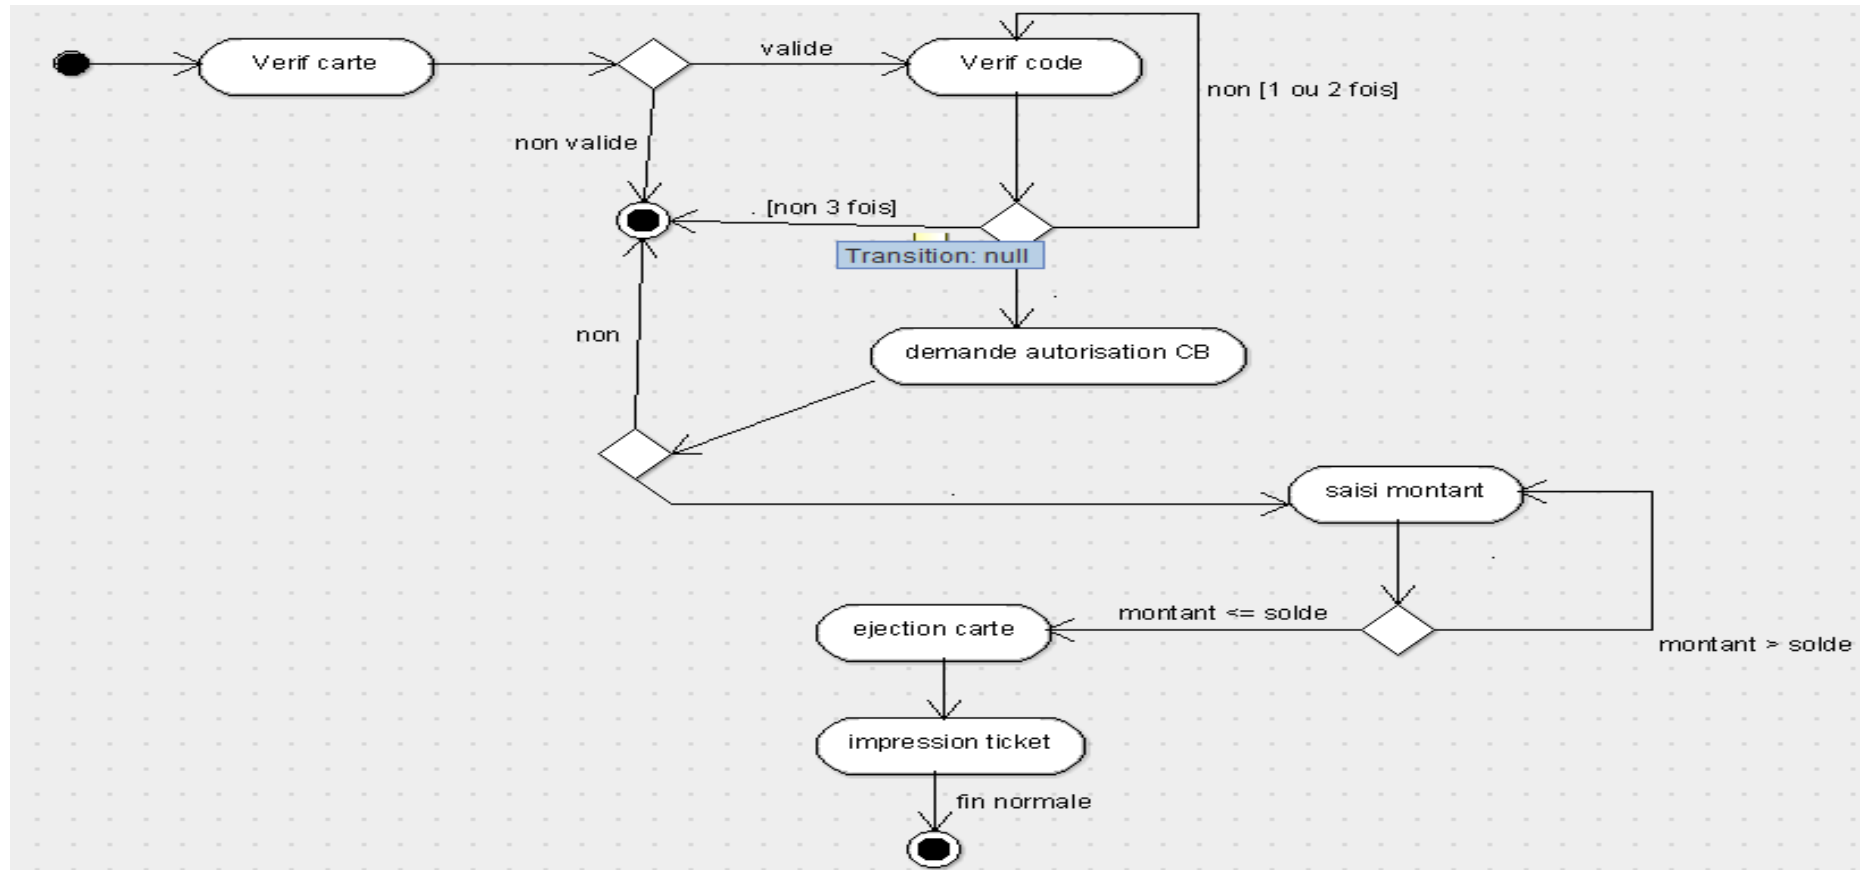 Verif carte
valide
Verif code
non [1 ou 2 fois]
non valide
[non 3 fois]
Transition: null
non
demande autorisation CB
saisi montant
montant <= solde
ejection carte
montant > solde
impression ticket
fin normale